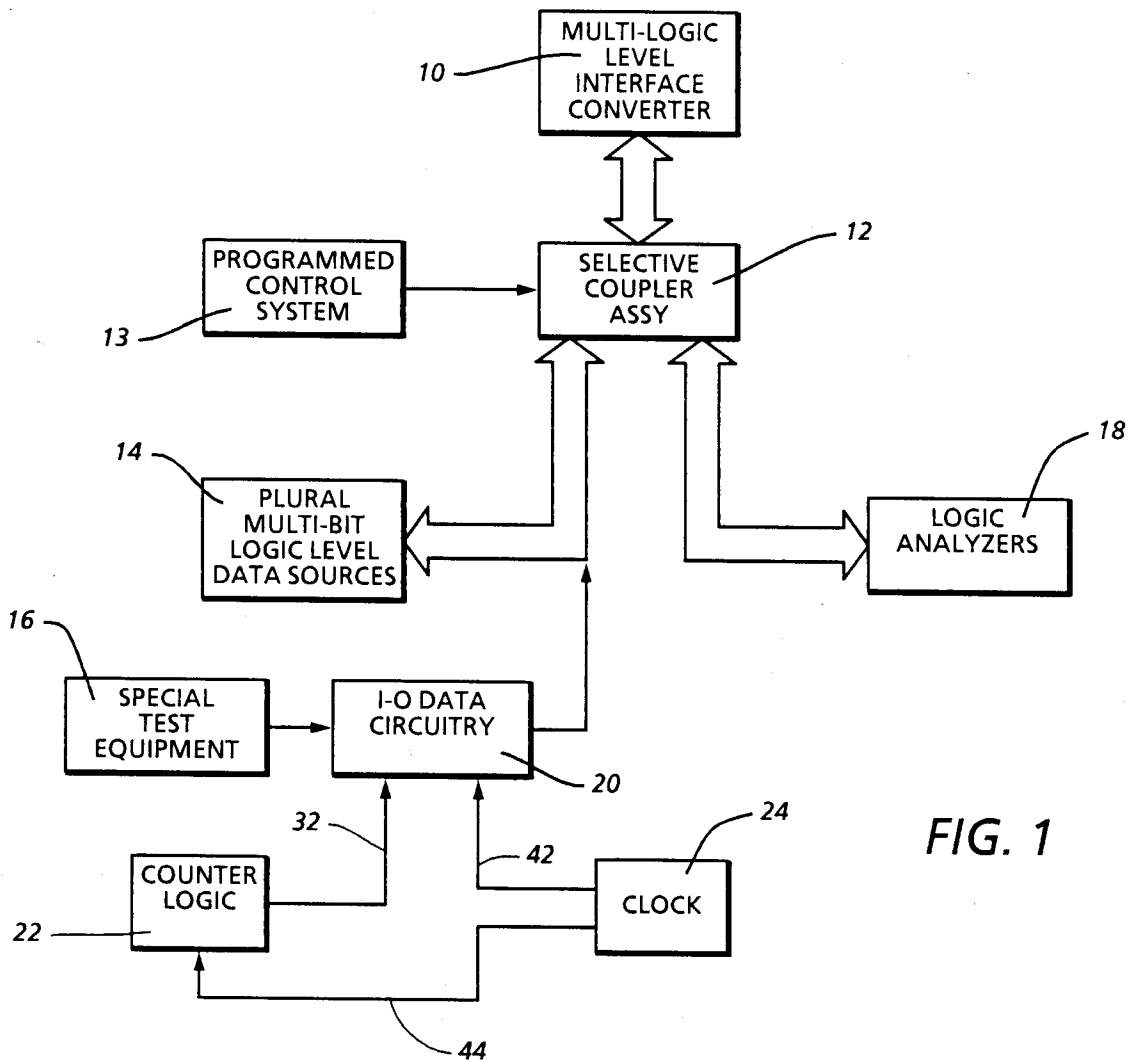 MULTI-LOGIC
LEVEL
INTERFACE
CONVERTER
10
12
PROGRAMMED
CONTROL
SYSTEM
13
SELECTIVE
COUPLER
ASSY
14
PLURAL
MULTI-BIT
LOGIC LEVEL
DATA SOURCES
18
LOGIC
ANALYZERS
16
SPECIAL
TEST
EQUIPMENT
I-O DATA
CIRCUITRY
20
32
42
24
FIG. 1
COUNTER
LOGIC
22
CLOCK
44